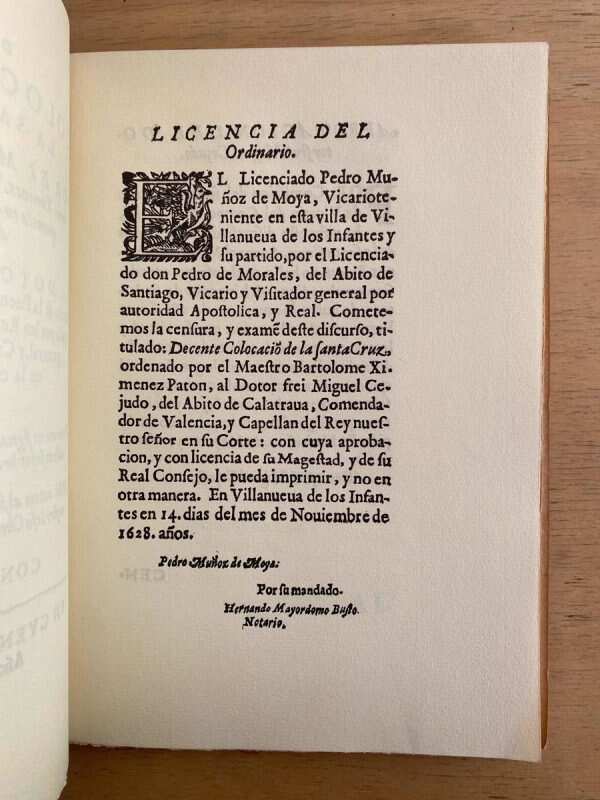 LICENCIA DEL
Ordinario.
EL Licenciado Pedro Mu-
ñoz de Moya, Vicariote-
niente en esta villa de Vi-
llanueua de los Infantes y
su partido, por el Licencia-
do don Pedro de Morales, del Abito de
Santiago, Vicario y Visitador general por
autoridad Apostolica, y Real. Comete-
mos la censura, y examẽ deste discurso, ti-
tulado: Decente Colocaciõ de la santa Cruz,
ordenado por el Maestro Bartolome Xi-
menez Paton, al Dotor frei Miguel Ce-
judo, del Abito de Calatraua, Comenda-
dor de Valencia, y Capellan del Rey nues-
tro señor en su Corte: con cuya aproba-
cion, y con licencia de su Magestad, y de su
Real Consejo, le pueda imprimir, y no en
otra manera. En Villanueua de los Infan-
tes en 14. dias del mes de Nouiembre de
1628. años.
Pedro Muñoz de Moya.
Por su mandado.
Hernando Mayordomo Busto.
Notario.